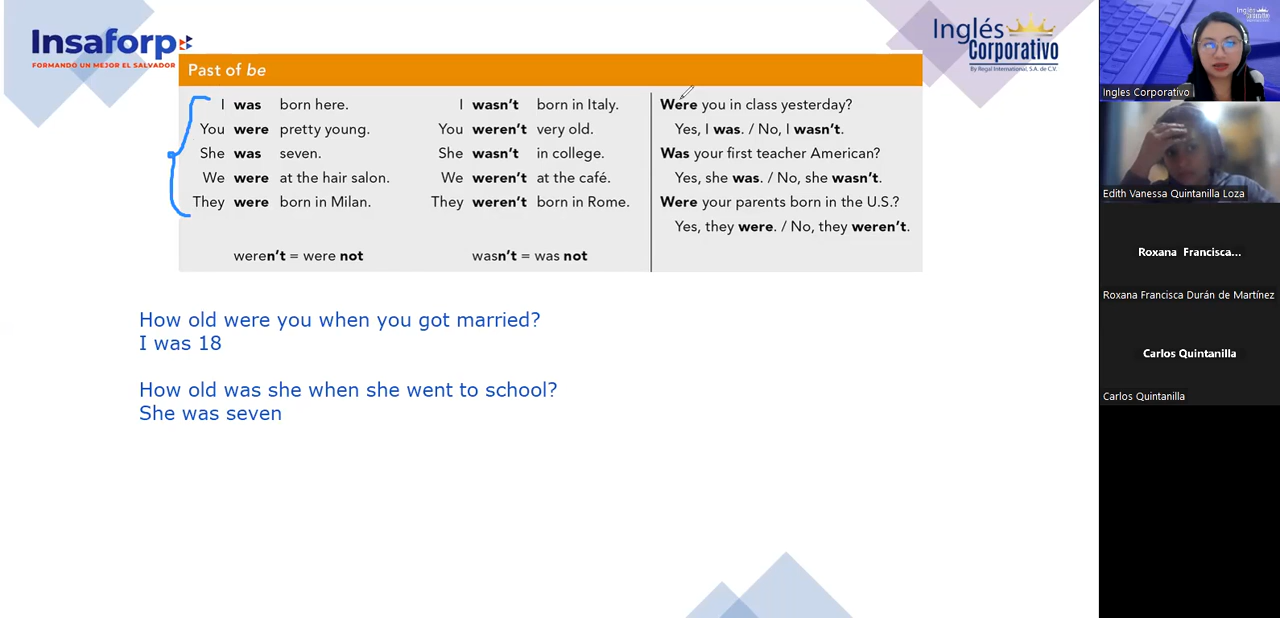 Insaforp
FORMANDO UN MEJOR EL SALVADOR
Inglés
Corporativo
By Regal International, S.A. de C.V.
Past of be
I was born here.
You were pretty young.
She was seven.
We were at the hair salon.
They were born in Milan.
weren't = were not
I wasn't born in Italy.
You weren't very old.
She wasn't in college.
We weren't at the café.
They weren't born in Rome.
wasn't = was not
Were you in class yesterday?
Yes, I was. / No, I wasn't.
Was your first teacher American?
Yes, she was. / No, she wasn't.
Were your parents born in the U.S.?
Yes, they were. / No, they weren't.
How old were you when you got married?
I was 18
How old was she when she went to school?
She was seven
Inglés
Ingles Corporativo
Edith Vanessa Quintanilla Loza
Roxana Francisca...
Roxana Francisca Durán de Martínez
Carlos Quintanilla
Carlos Quintanilla